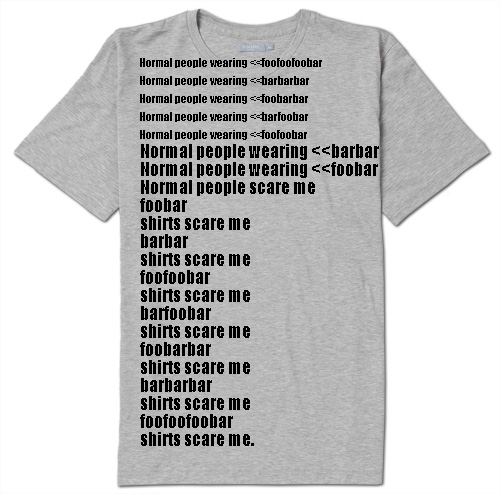 Normal people wearing <<foofoofoobar
Normal people wearing <<barbarbar
Normal people wearing <<foobarbar
Normal people wearing <<barfoobar
Normal people wearing <<foofoobar
Normal people wearing <<barbar
Normal people wearing <<foobar
Normal people scare me
foobar
shirts scare me
barbar
shirts scare me
foofoobar
shirts scare me
barfoobar
shirts scare me
foobarbar
shirts scare me
barbarbar
shirts scare me
foofoofoobar
shirts scare me.